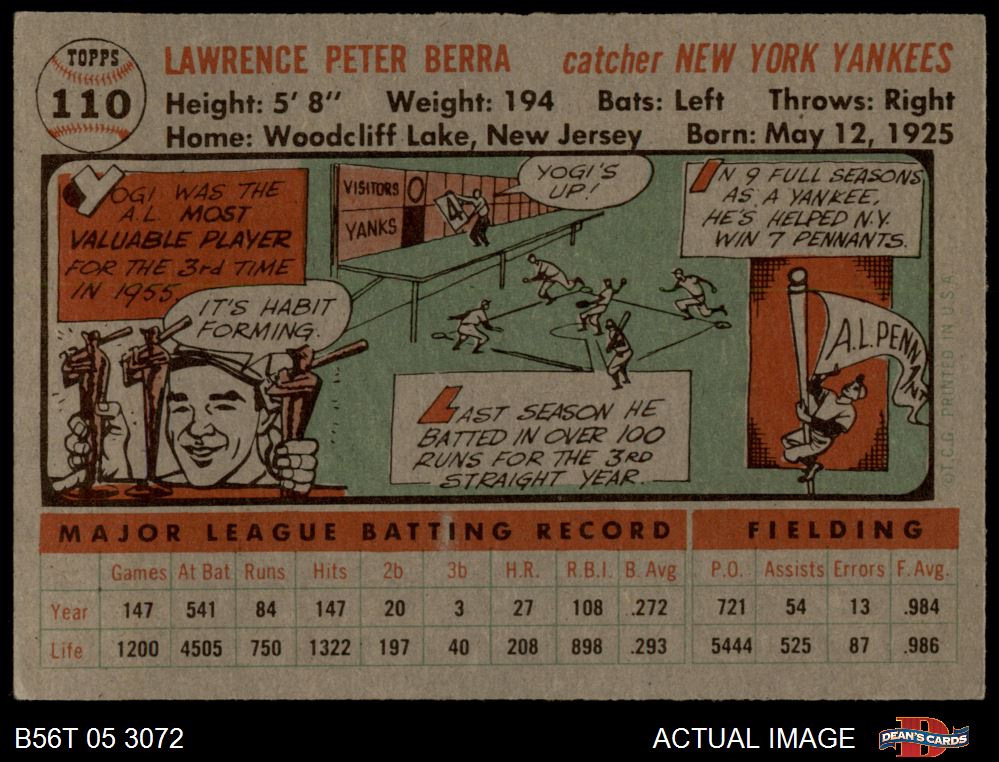 TOPPS
110
LAWRENCE PETER BERRA catcher NEW YORK YANKEES
Height: 5' 8" Weight: 194 Bats: Left Throws: Right
Home: Woodcliff Lake, New Jersey Born: May 12, 1925
YOGI WAS THE
A.L. MOST
VALUABLE PLAYER
FOR THE 3rd TIME
IN 1955.
IT'S HABIT
FORMING.
VISITORS 0
YANKS
4
YOGI'S
UP!
LAST SEASON HE
BATTED IN OVER 100
RUNS FOR THE 3RD
STRAIGHT YEAR.
IN 9 FULL SEASONS
AS A YANKEE,
HE'S HELPED N.Y.
WIN 7 PENNANTS.
A.L. PENNANT
©T.C.G. PRINTED IN U.S.A.
MAJOR LEAGUE BATTING RECORD FIELDING
Games At Bat Runs Hits 2b 3b H.R. R.B.I. B. Avg P.O. Assists Errors F. Avg.
Year 147 541 84 147 20 3 27 108 .272 721 54 13 .984
Life 1200 4505 750 1322 197 40 208 898 .293 5444 525 87 .986
B56T 05 3072 ACTUAL IMAGE D DEAN'S CARDS